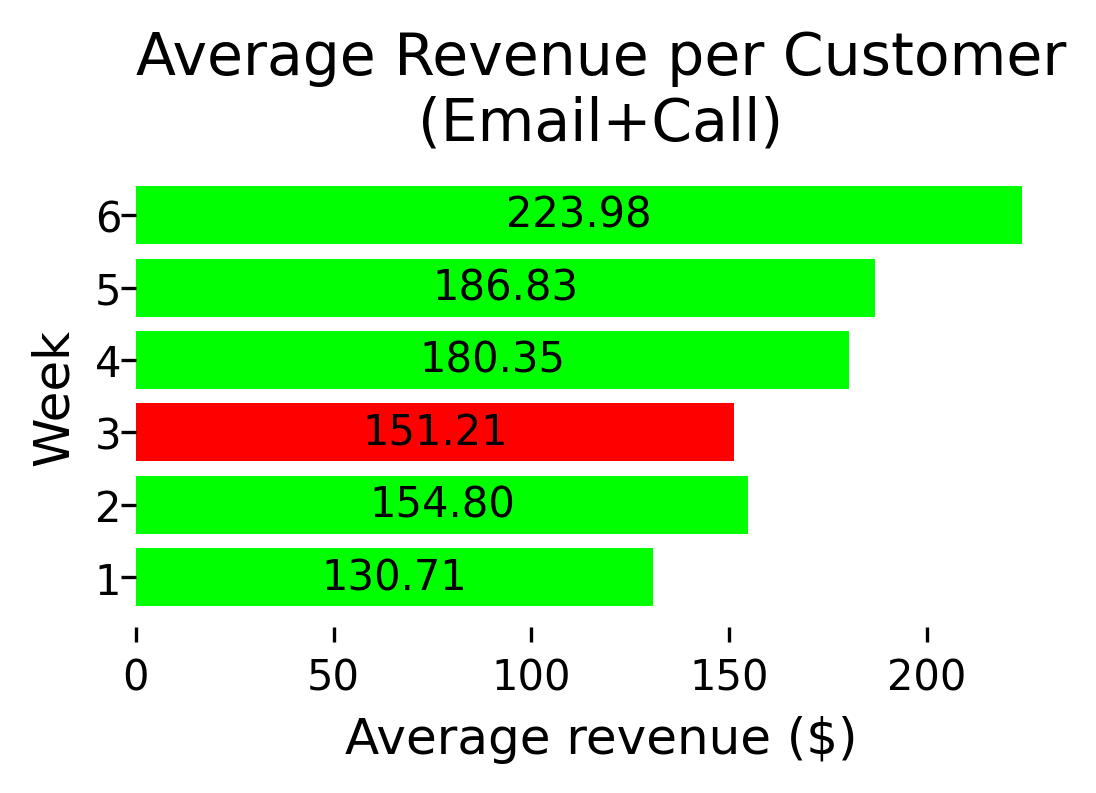 Average Revenue per Customer
(Email+Call)
6
223.98
5
186.83
4
180.35
Week
3
151.21
2
154.80
1
130.71
0 50 100 150 200
Average revenue ($)